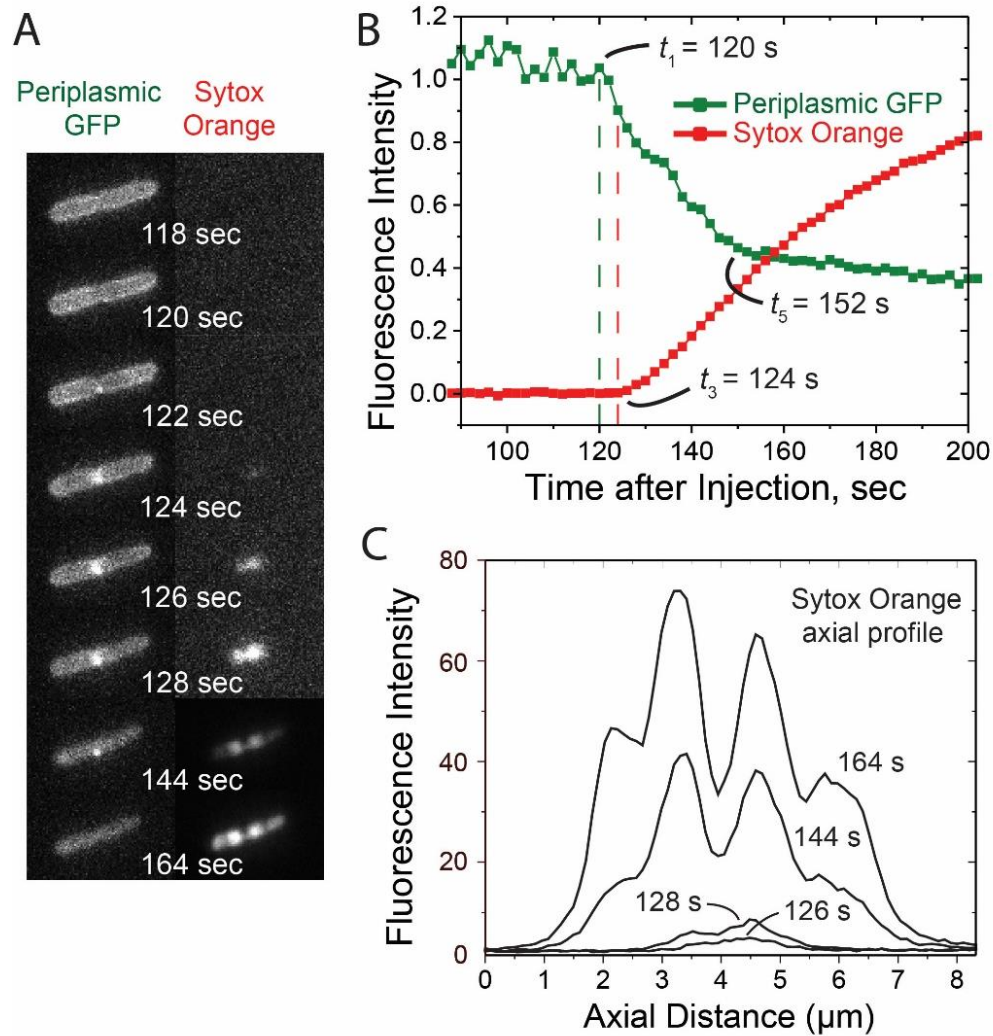 A
Periplasmic
GFP
Sytox
Orange
118 sec
120 sec
122 sec
124 sec
126 sec
128 sec
144 sec
164 sec
B
Fluorescence Intensity
1.2
1.0
0.8
0.6
0.4
0.2
0.0
t1 = 120 s
Periplasmic GFP
Sytox Orange
t5 = 152 s
t3 = 124 s
100 120 140 160 180 200
Time after Injection, sec
C
Fluorescence Intensity
80
60
40
20
0
Sytox Orange
axial profile
164 s
144 s
128 s
126 s
0 1 2 3 4 5 6 7 8
Axial Distance (µm)